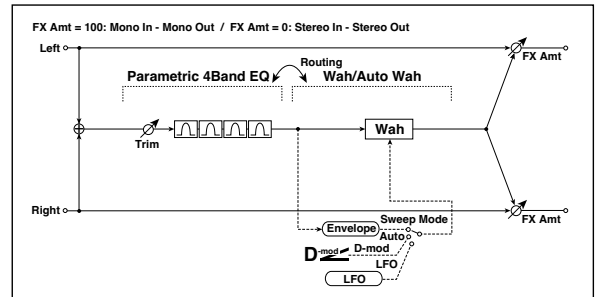 FX Amt = 100: Mono In - Mono Out / FX Amt = 0: Stereo In - Stereo Out
Left
FX Amt
Routing
Parametric 4Band EQ
Wah/Auto Wah
Trim
Wah
Right
FX Amt
Envelope
Sweep Mode
Auto
D-mod
D-mod
LFO
LFO